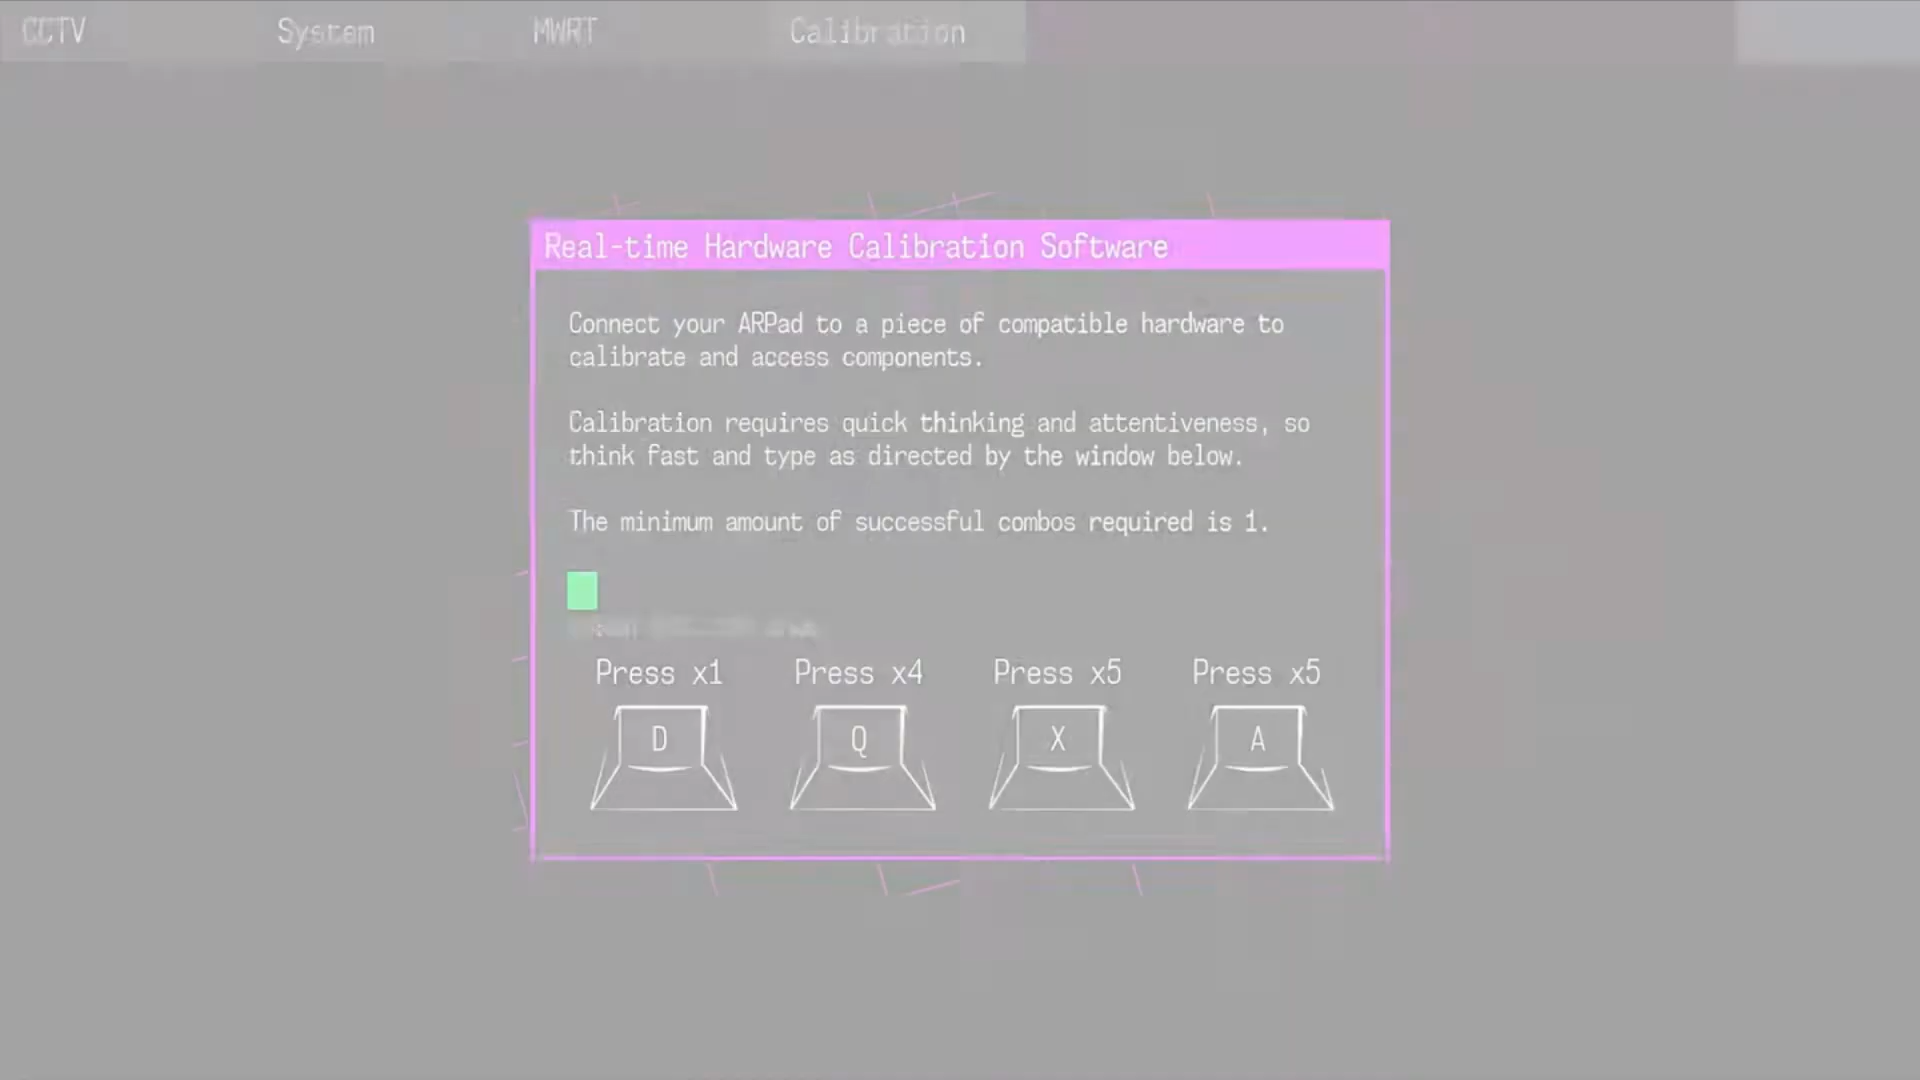 CCTV System MWRT Calibration
Real-time Hardware Calibration Software
Connect your ARPad to a piece of compatible hardware to
calibrate and access components.
Calibration requires quick thinking and attentiveness, so
think fast and type as directed by the window below.
The minimum amount of successful combos required is 1.
Press x1 Press x4 Press x5 Press x5
D Q X A